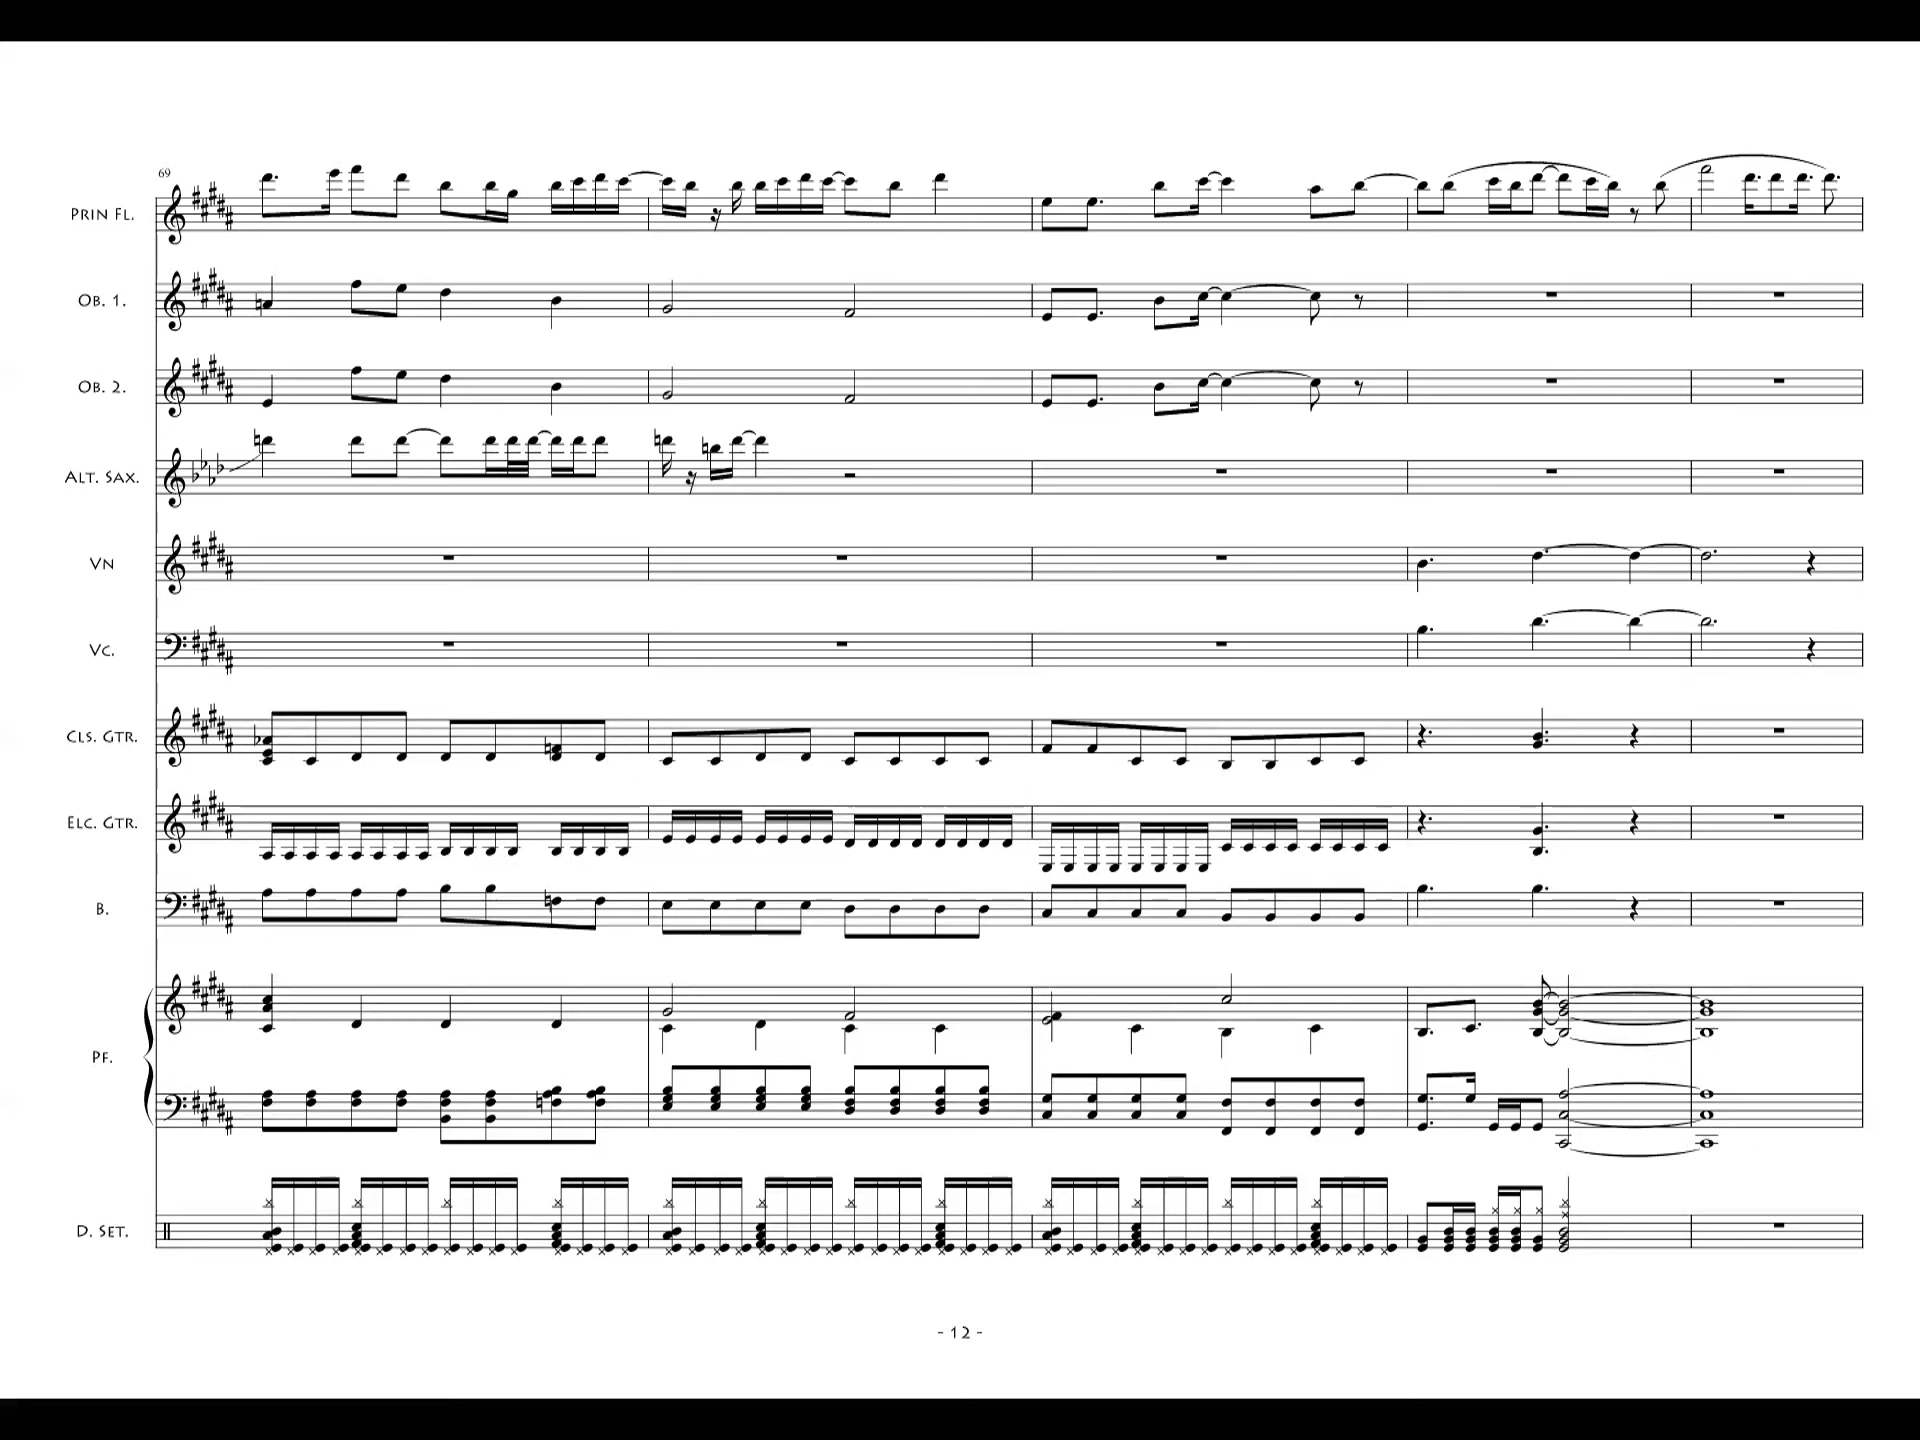 69
PRIN FL.
OB. 1.
OB. 2.
ALT. SAX.
VN
VC.
CLS. GTR.
ELC. GTR.
B.
PF.
D. SET.
- 12 -